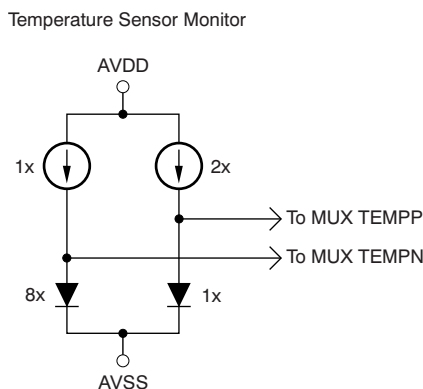 Temperature Sensor Monitor
AVDD
1x
2x
To MUX TEMPP
To MUX TEMPN
8x
1x
AVSS